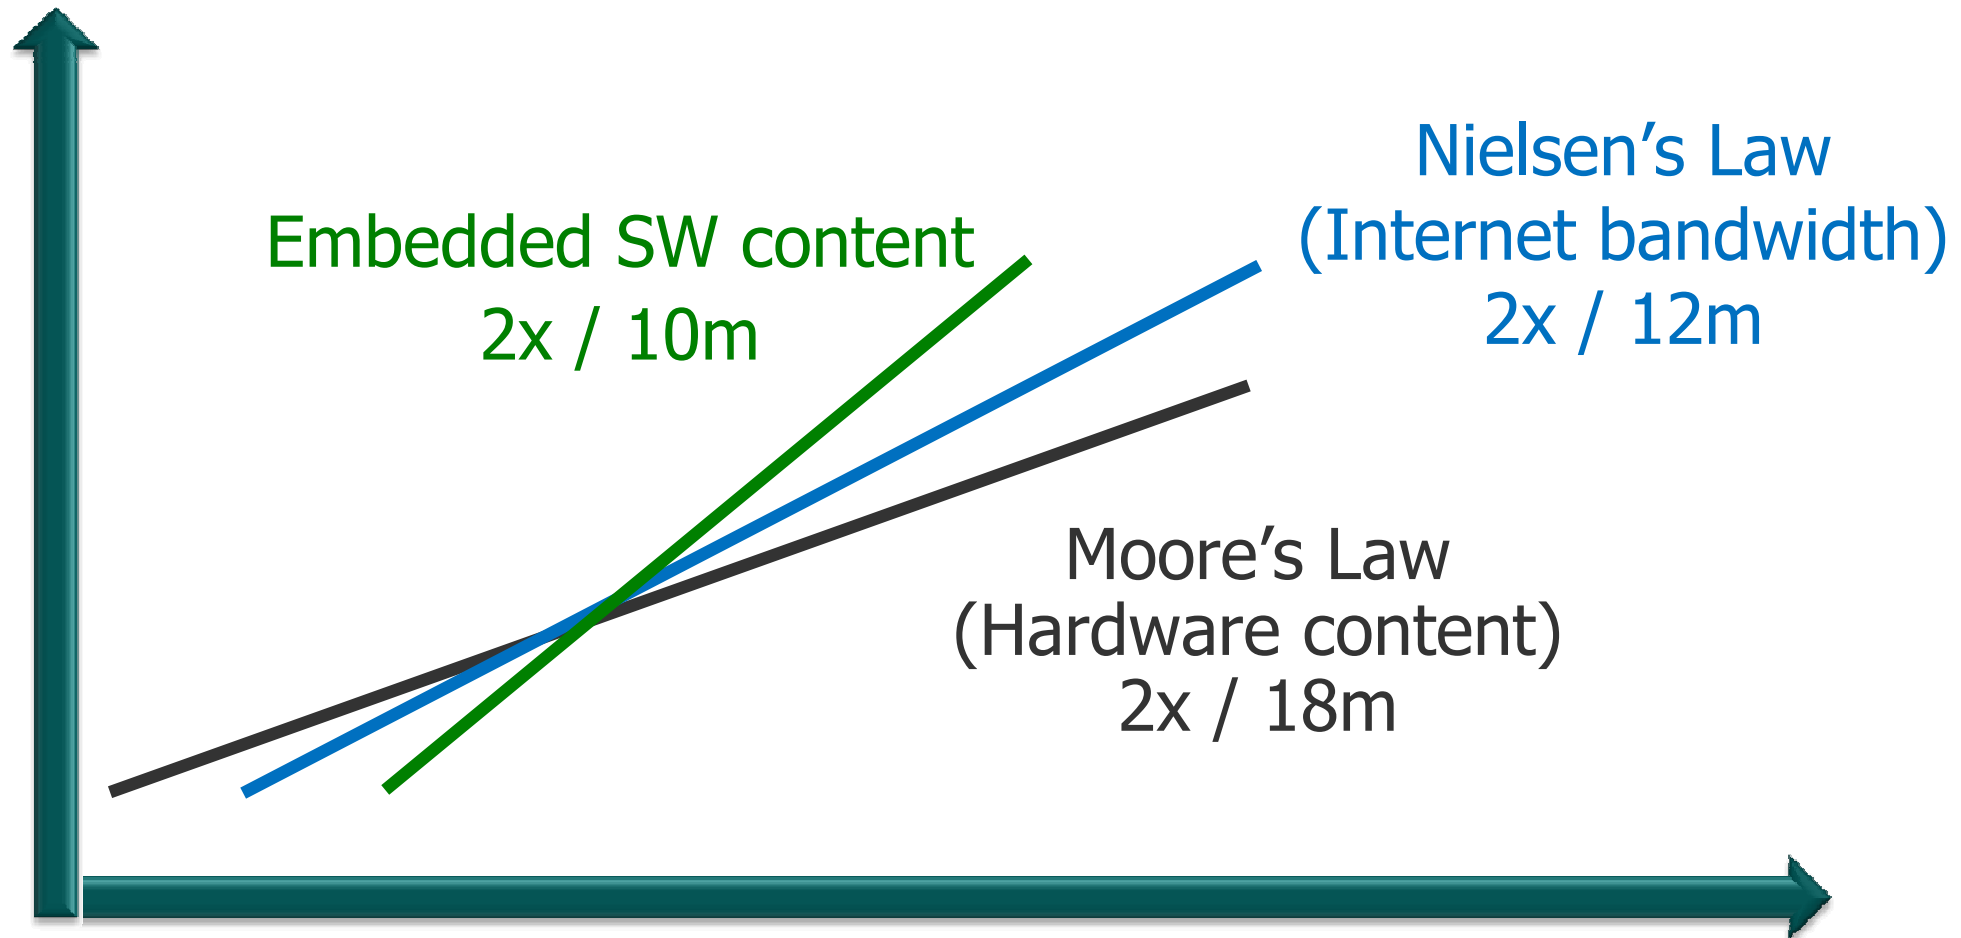 Embedded SW content
2x / 10m
Nielsen’s Law
(Internet bandwidth)
2x / 12m
Moore’s Law
(Hardware content)
2x / 18m